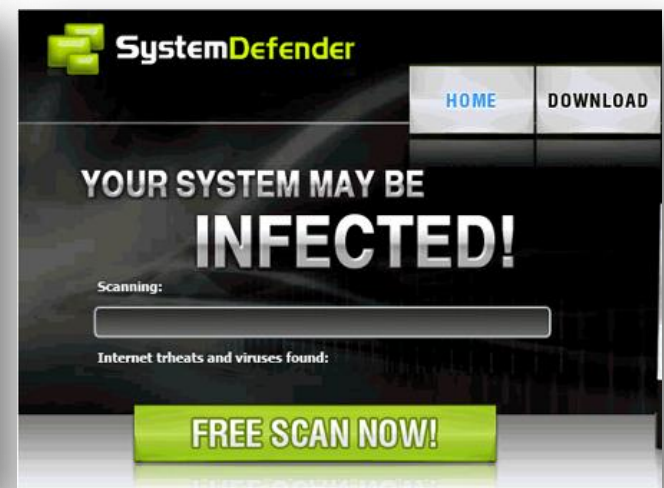 SystemDefender
HOME DOWNLOAD
YOUR SYSTEM MAY BE
INFECTED!
Scanning:
Internet trheats and viruses found:
FREE SCAN NOW!